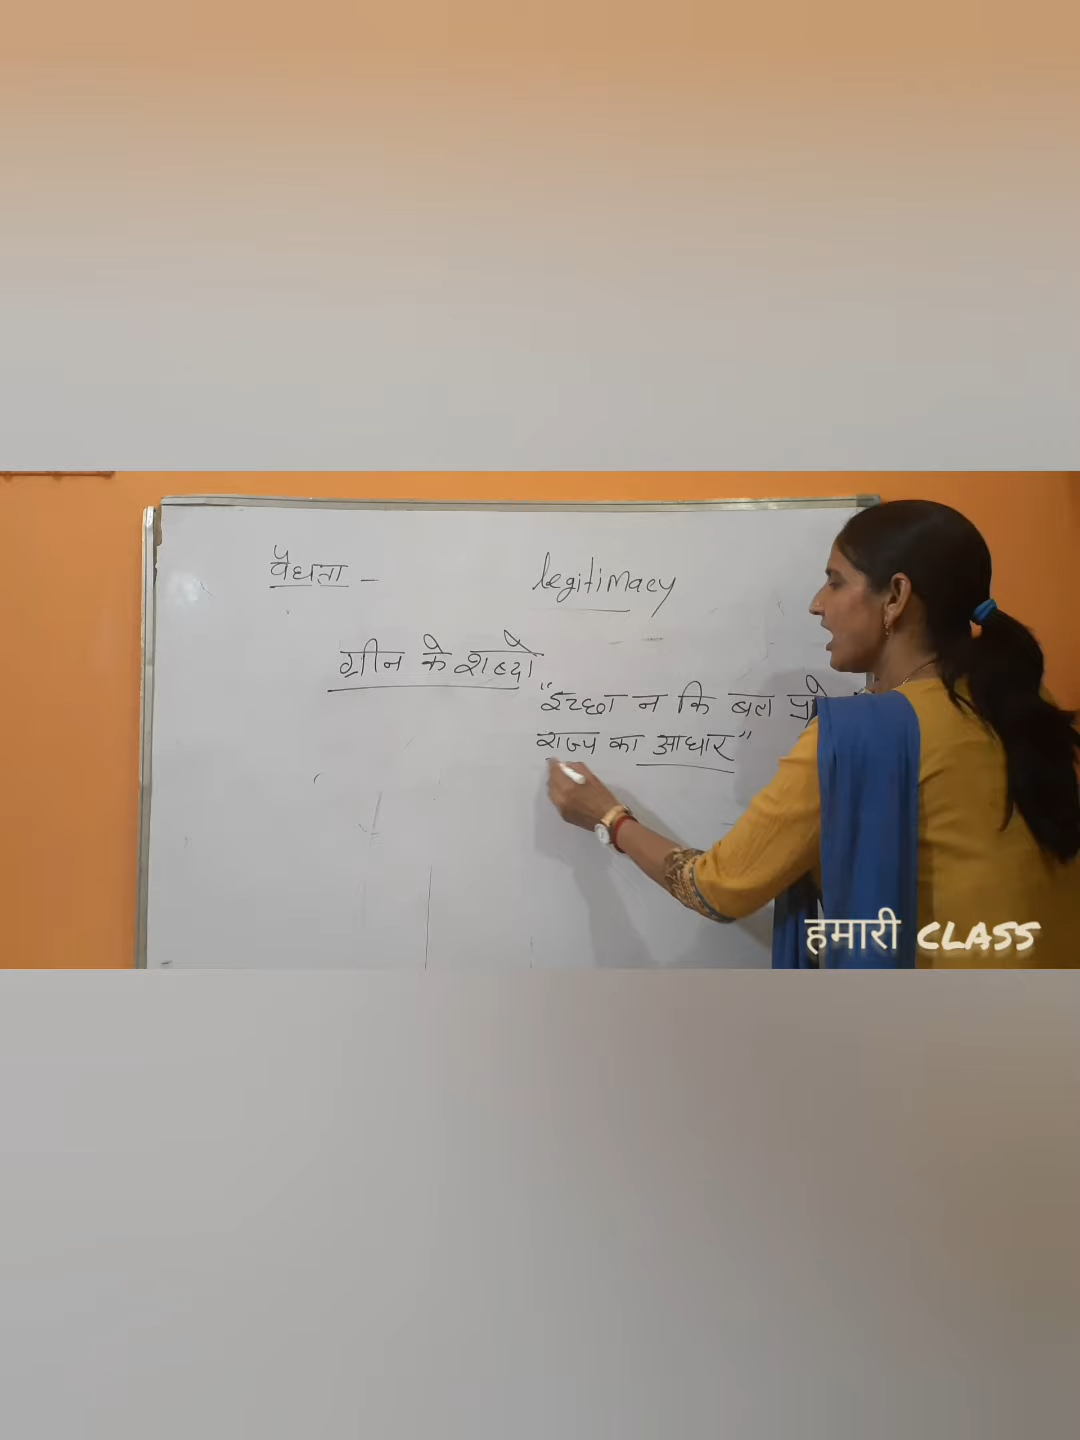 वैधता - legitimacy
ग्रीन के शब्दों
"इच्छा न कि बल
राज्य का आधार"
हमारी CLASS